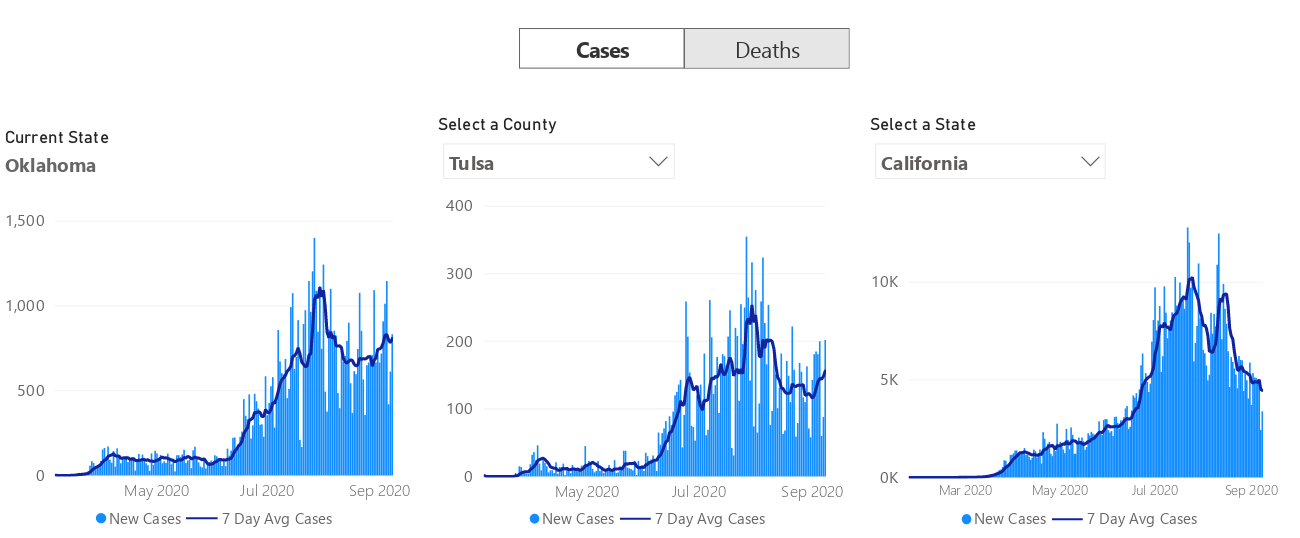 Cases Deaths
Current State
Oklahoma
1,500
1,000
500
0
May 2020 Jul 2020 Sep 2020
New Cases 7 Day Avg Cases
Select a County
Tulsa
400
300
200
100
0
May 2020 Jul 2020 Sep 2020
New Cases 7 Day Avg Cases
Select a State
California
10K
5K
0K
Mar 2020 May 2020 Jul 2020 Sep 2020
New Cases 7 Day Avg Cases